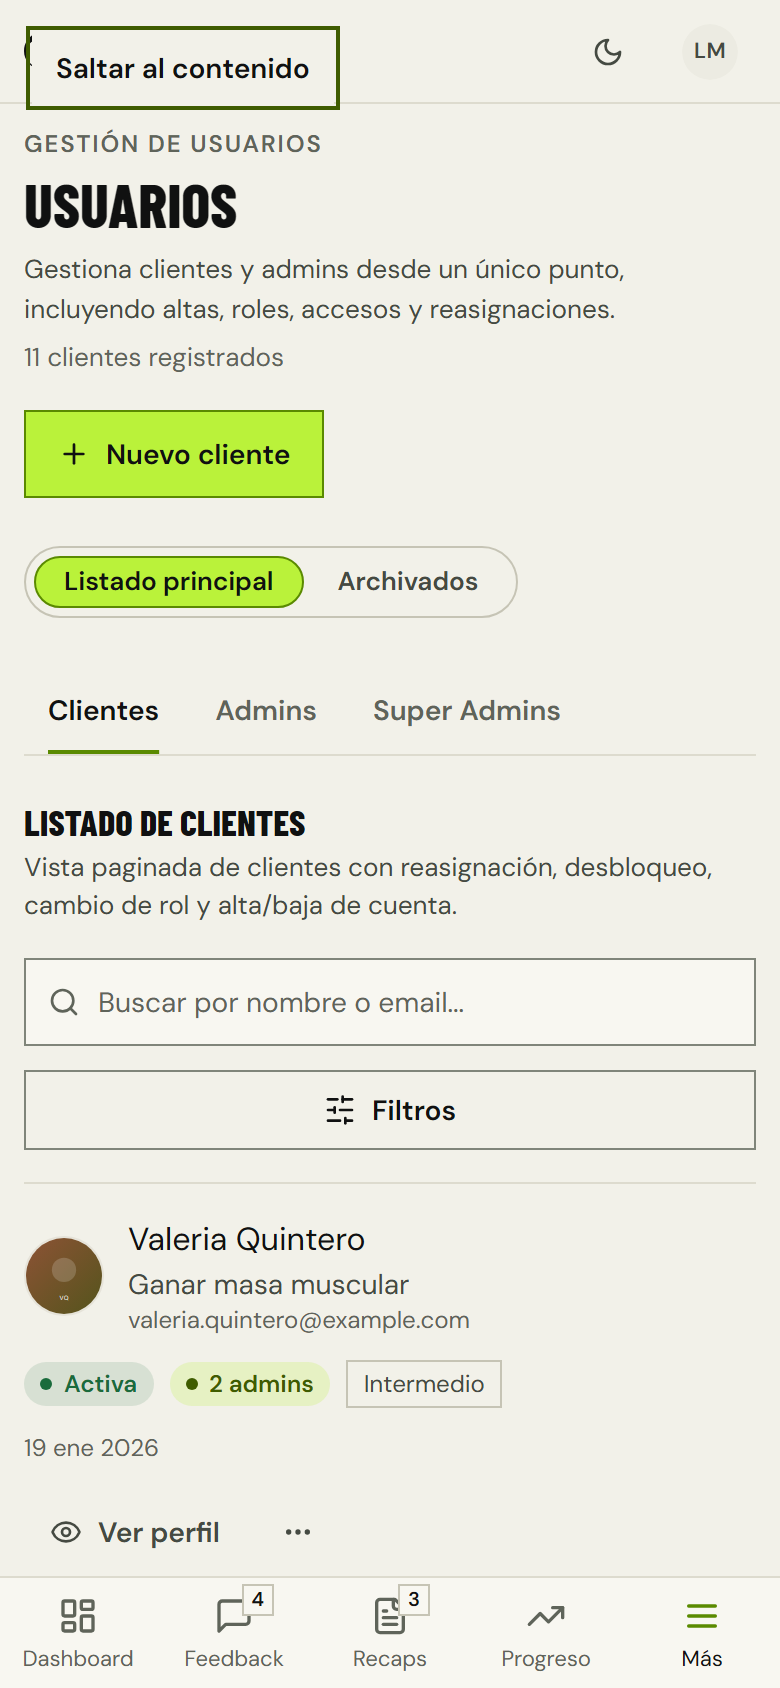 Saltar al contenido
LM
GESTIÓN DE USUARIOS
USUARIOS
Gestiona clientes y admins desde un único punto,
incluyendo altas, roles, accesos y reasignaciones.
11 clientes registrados
Nuevo cliente
Listado principal
Archivados
Clientes
Admins
Super Admins
LISTADO DE CLIENTES
Vista paginada de clientes con reasignación, desbloqueo,
cambio de rol y alta/baja de cuenta.
Buscar por nombre o email...
Filtros
Valeria Quintero
Ganar masa muscular
valeria.quintero@example.com
VQ
Activa
2 admins
Intermedio
19 ene 2026
Ver perfil
4
3
Dashboard
Feedback
Recaps
Progreso
Más